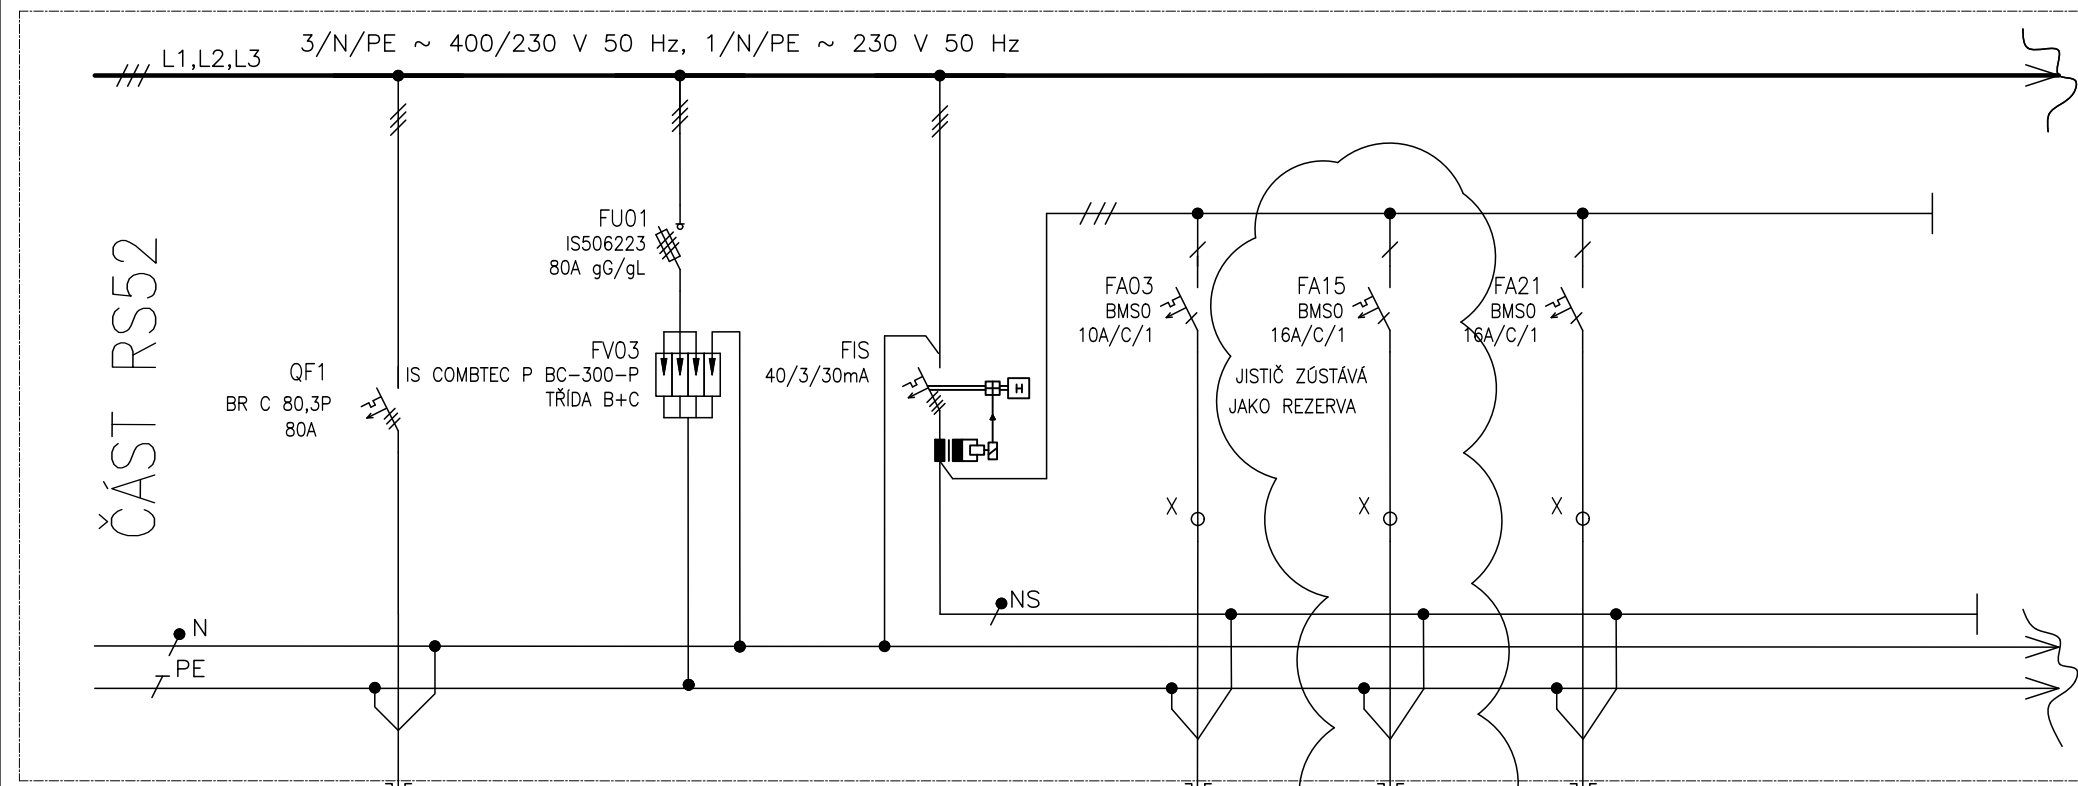 3/N/PE ~ 400/230 V 50 Hz, 1/N/PE ~ 230 V 50 Hz
L1,L2,L3
ČÁST RS52
QF1
BR C 80,3P
80A
FU01
IS506223
80A gG/gL
FV03
IS COMBTEC P BC-300-P
TŘÍDA B+C
FIS
40/3/30mA
H
FA03
BMS0
10A/C/1
X
FA15
BMS0
16A/C/1
JISTIČ ZŮSTÁVÁ
JAKO REZERVA
X
FA21
BMS0
16A/C/1
X
NS
N
PE